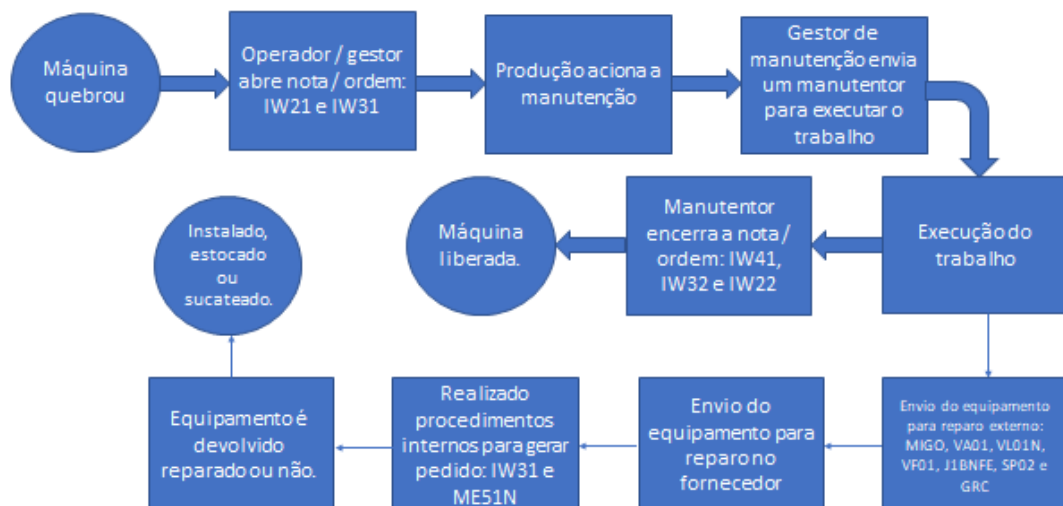 Máquina
quebrou
Operador / gestor
abre nota / ordem:
IW21 e IW31
Produção aciona a
manutenção
Gestor de
manutenção envia
um manutentor
para executar o
trabalho
Execução do
trabalho
Manutentor
encerra a nota /
ordem: IW41,
IW32 e IW22
Máquina
liberada.
Envio do equipamento
para reparo externo:
MIGO, VA01, VL01N,
VF01, J1BNFE, SP02 e
GRC
Envio do
equipamento para
reparo no
fornecedor
Realizado
procedimentos
internos para gerar
pedido: IW31 e
ME51N
Equipamento é
devolvido
reparado ou não.
Instalado,
estocado
ou
sucateado.